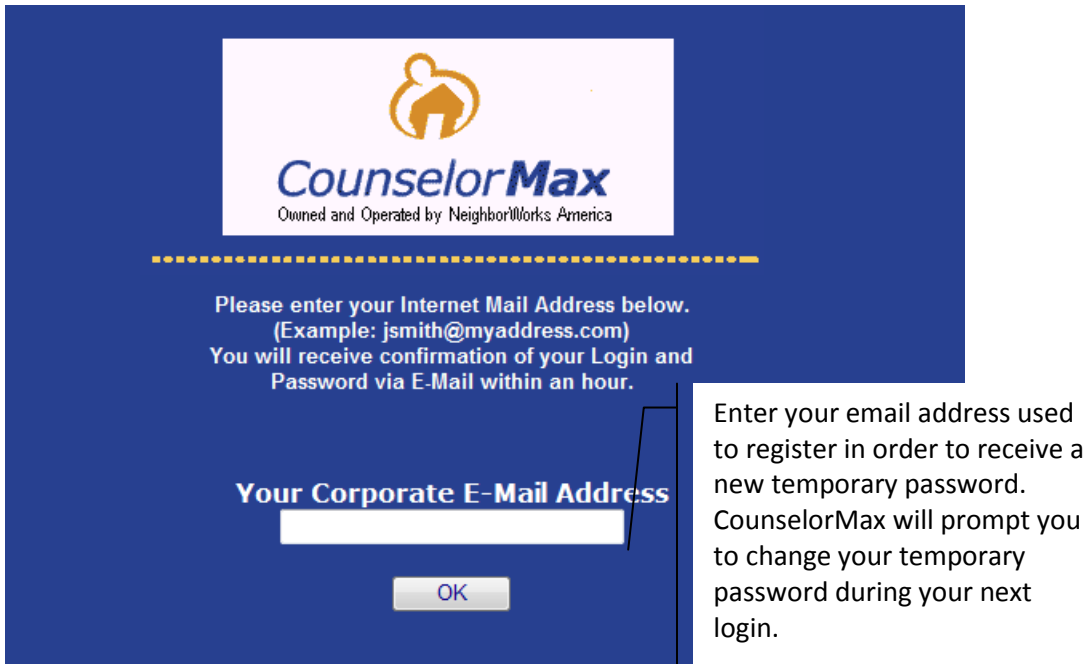 CounselorMax
Owned and Operated by NeighborWorks America
Please enter your Internet Mail Address below.
(Example: jsmith@myaddress.com)
You will receive confirmation of your Login and
Password via E-Mail within an hour.
Your Corporate E-Mail Address
OK
Enter your email address used
to register in order to receive a
new temporary password.
CounselorMax will prompt you
to change your temporary
password during your next
login.